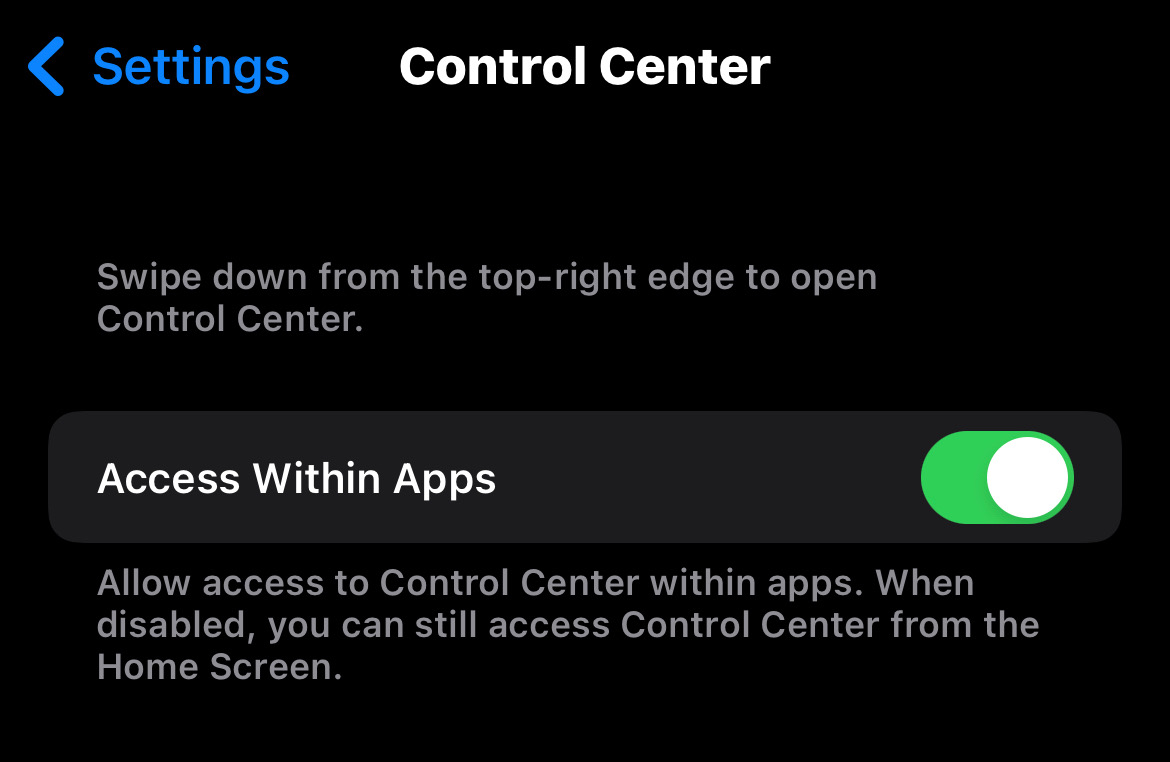 Settings
Control Center
Swipe down from the top-right edge to open
Control Center.
Access Within Apps
Allow access to Control Center within apps. When
disabled, you can still access Control Center from the
Home Screen.